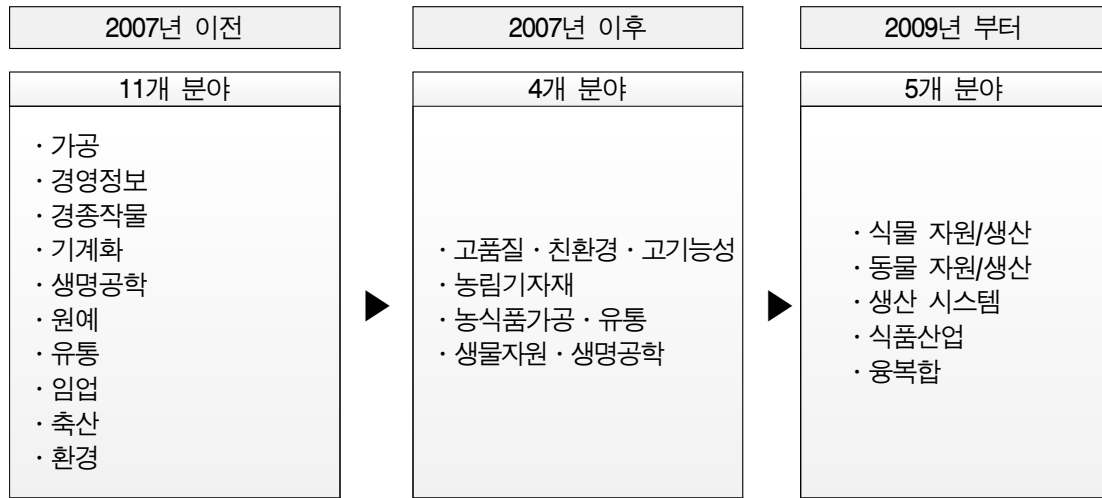 2007년 이전
11개 분야
· 가공
· 경영정보
· 경종작물
· 기계화
· 생명공학
· 원예
· 유통
· 임업
· 축산
· 환경
▶
2007년 이후
4개 분야
· 고품질 · 친환경 · 고기능성
· 농림기자재
· 농식품가공 · 유통
· 생물자원 · 생명공학
▶
2009년 부터
5개 분야
· 식물 자원/생산
· 동물 자원/생산
· 생산 시스템
· 식품산업
· 융복합